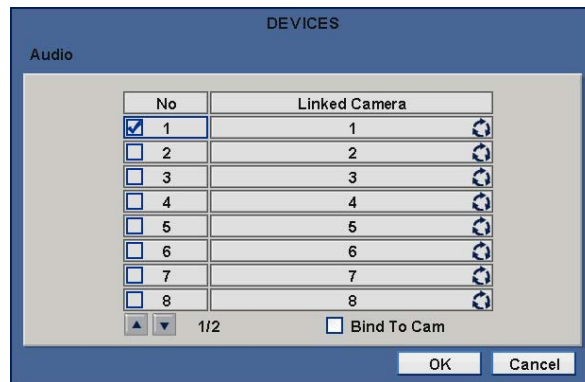 DEVICES
Audio
No Linked Camera
1 1
2 2
3 3
4 4
5 5
6 6
7 7
8 8
1/2 Bind To Cam
OK Cancel